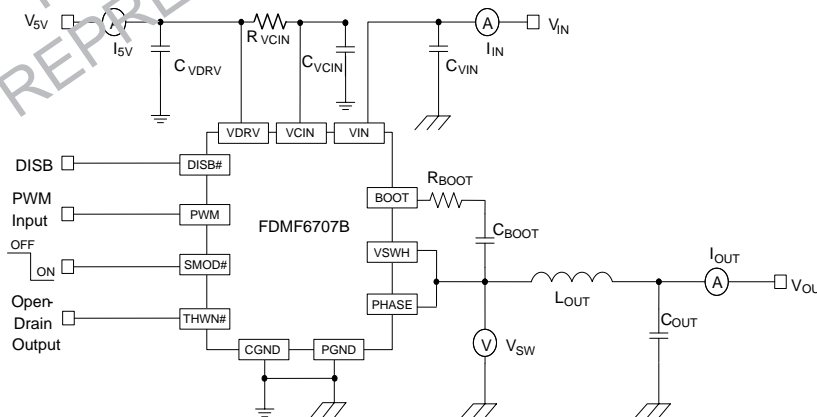 V5V
A
I5V
RVCIN
CVDRV
CVCIN
CVIN
A
IIN
VIN
VDRV
VCIN
VIN
DISB
DISB#
PWM
Input
PWM
OFF
ON
SMOD#
Open-
Drain
Output
THWN#
FDMF6707B
BOOT
RBOOT
CBOOT
VSWH
PHASE
CGND
PGND
V
VSW
LOUT
COUT
IOUT
A
VOU